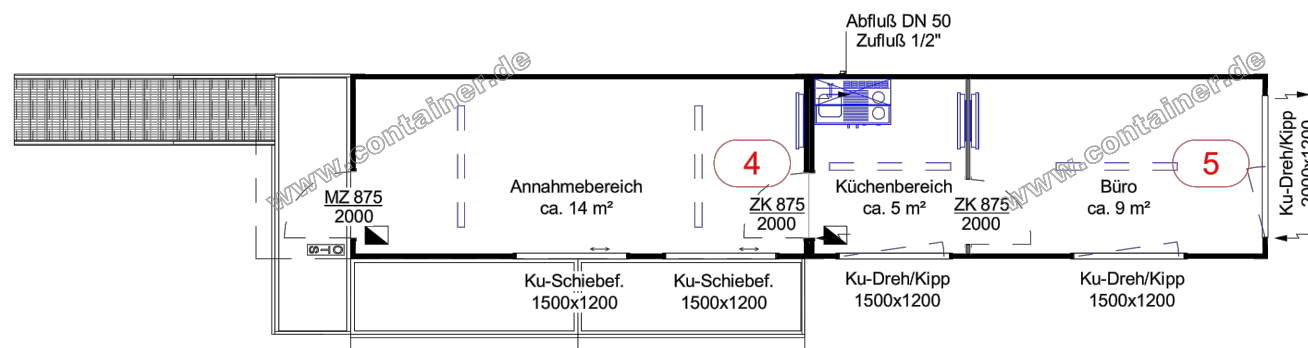 Abfluß DN 50
Zufluß 1/2"
www.container.de
www.container.de
4
5
Annahmebereich
ca. 14 m²
Küchenbereich
ca. 5 m²
Büro
ca. 9 m²
MZ 875
2000
ZK 875
2000
ZK 875
2000
Ku-Dreh/Kipp
2000x1200
SIO
Ku-Schiebef.
1500x1200
Ku-Schiebef.
1500x1200
Ku-Dreh/Kipp
1500x1200
Ku-Dreh/Kipp
1500x1200